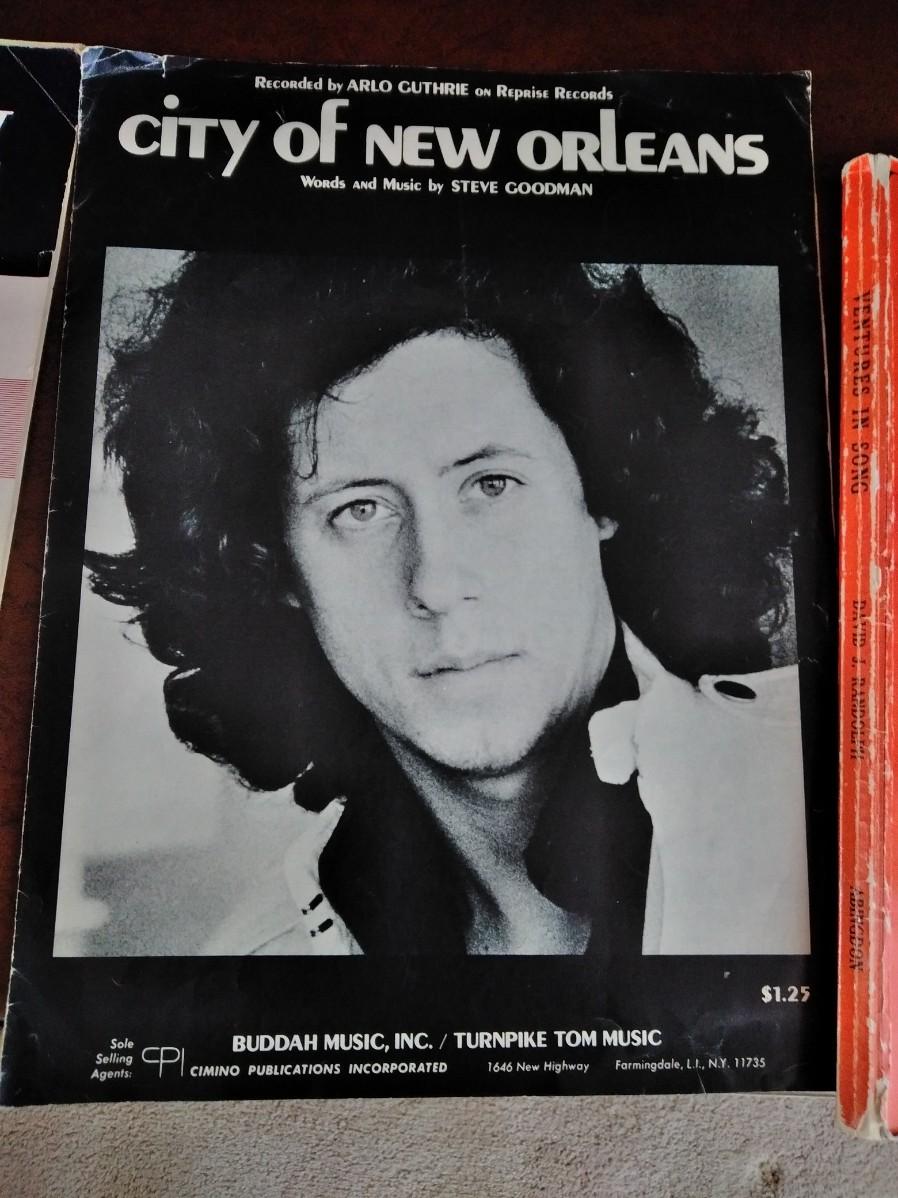 Recorded by ARLO GUTHRIE ON Reprise Records
CITY of NEW ORLEANS
Words and Music by STEVE GOODMAN
$1.25
BUDDAH MUSIC, INC. / TURNPIKE TOM MUSIC
Sole
Selling
Agents:
CPI
CIMINO PUBLICATIONS INCORPORATED 1646 New Highway Farmingdale, L.I., N.Y. 11735
VENTURES IN SONG
DAVID J. RANDOLPH
ABINGDON